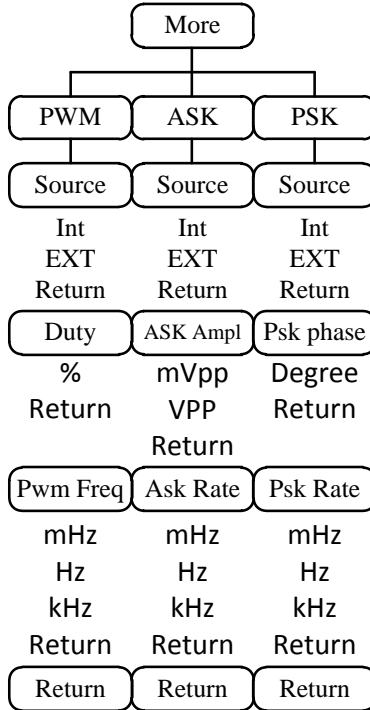 More
PWM ASK PSK
Source Source Source
Int Int Int
EXT EXT EXT
Return Return Return
Duty ASK Ampl Psk phase
% mVpp Degree
Return VPP Return
Return
Pwm Freq Ask Rate Psk Rate
mHz mHz mHz
Hz Hz Hz
kHz kHz kHz
Return Return Return
Return Return Return